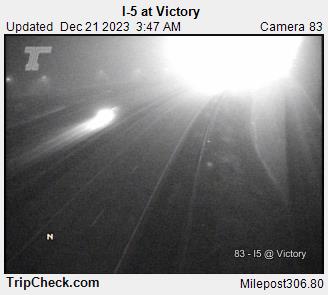 I-5 at Victory
Updated Dec 21 2023 3:47 AM Camera 83
T
N
83 - I5 @ Victory
TripCheck.com Milepost306.80